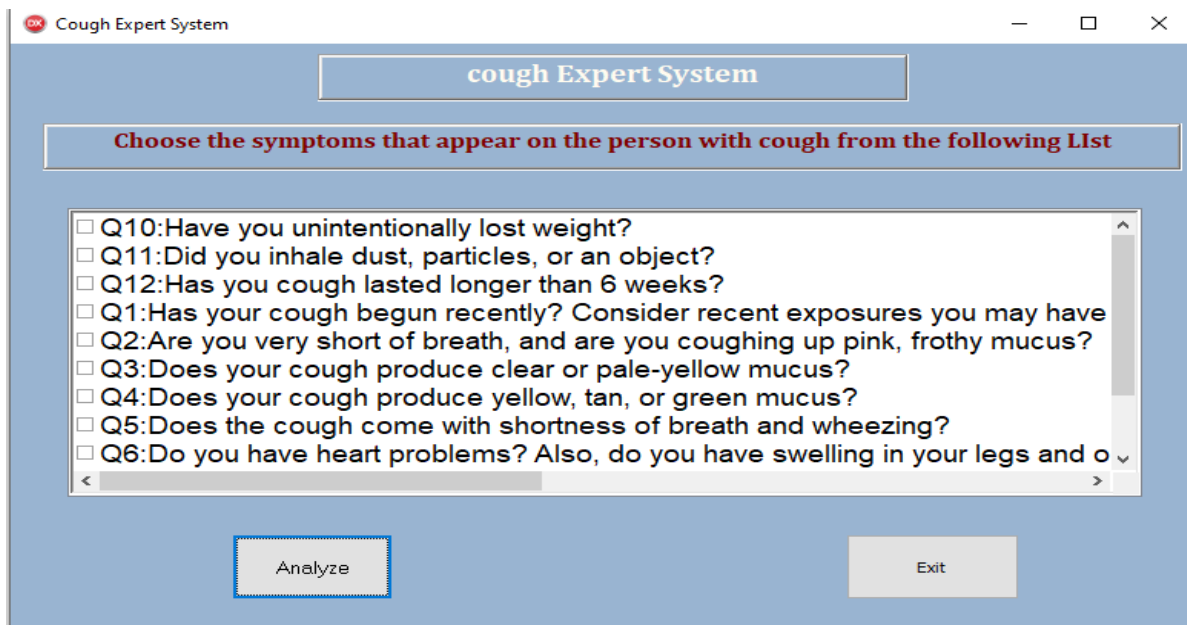 Cough Expert System
cough Expert System
Choose the symptoms that appear on the person with cough from the following LIst
Q10:Have you unintentionally lost weight?
Q11:Did you inhale dust, particles, or an object?
Q12:Has you cough lasted longer than 6 weeks?
Q1:Has your cough begun recently? Consider recent exposures you may have
Q2:Are you very short of breath, and are you coughing up pink, frothy mucus?
Q3:Does your cough produce clear or pale-yellow mucus?
Q4:Does your cough produce yellow, tan, or green mucus?
Q5:Does the cough come with shortness of breath and wheezing?
Q6:Do you have heart problems? Also, do you have swelling in your legs and o
Analyze
Exit